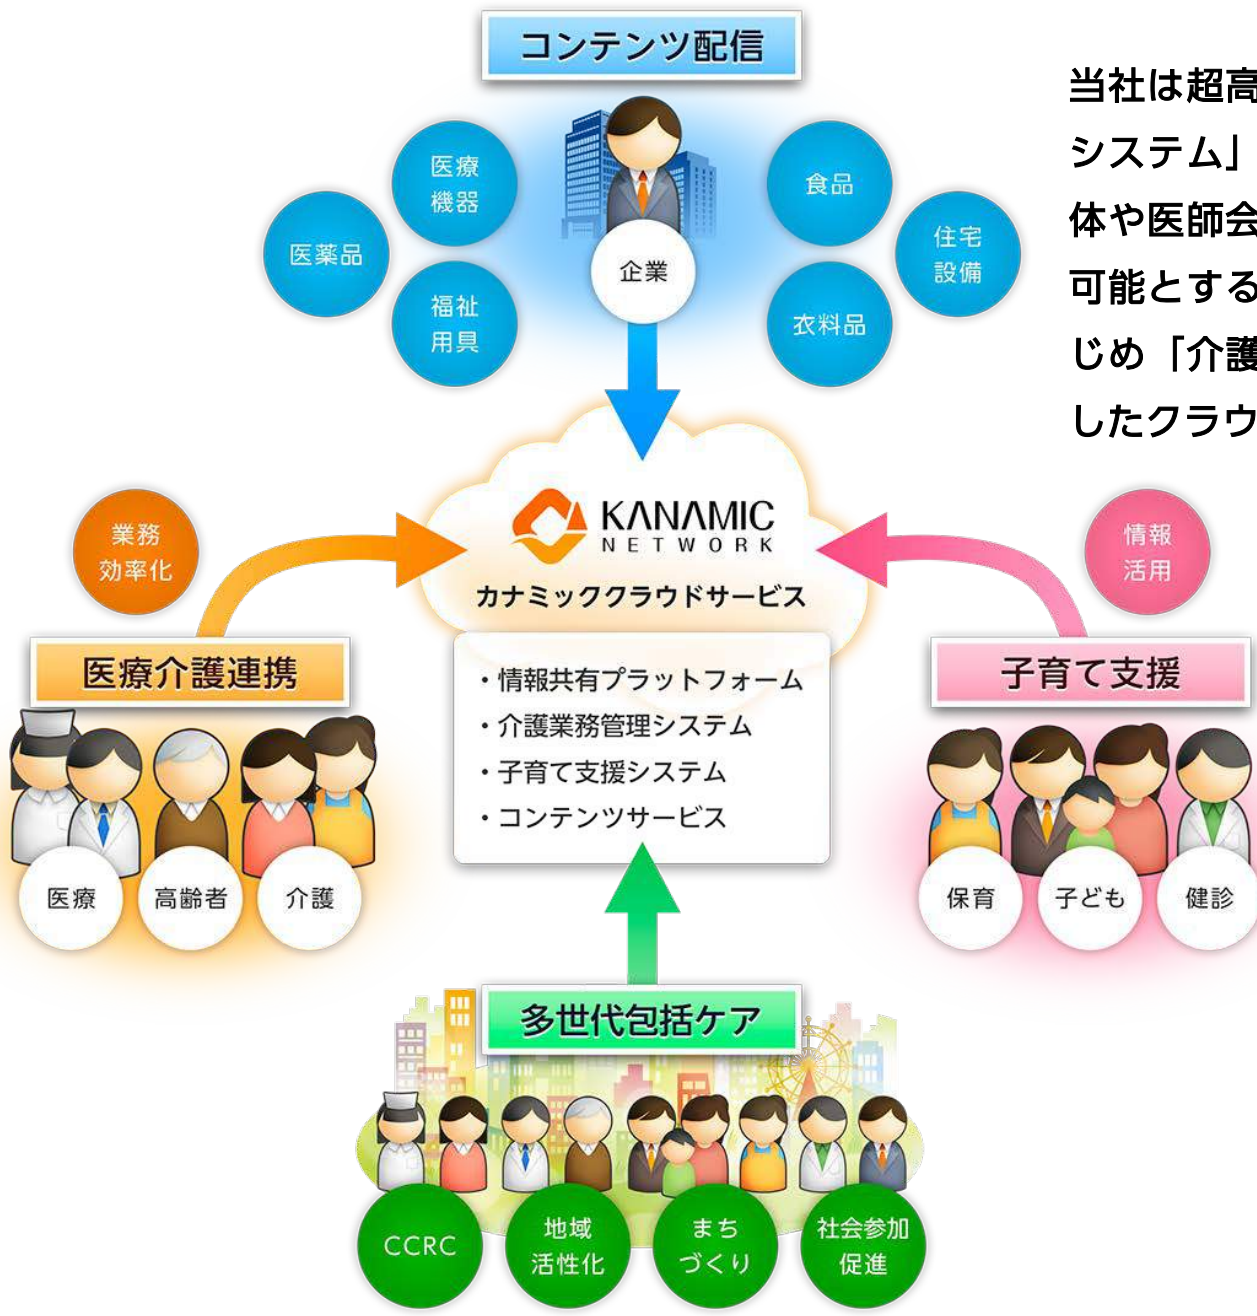 コンテンツ配信
当社は超高
システム」
体や医師会
可能とする
じめ「介護
したクラウ
医療
機器
医薬品
福祉
用具
企業
食品
住宅
設備
衣料品
KANAMIC
NETWORK
カナミッククラウドサービス
・情報共有プラットフォーム
・介護業務管理システム
・子育て支援システム
・コンテンツサービス
業務
効率化
医療介護連携
医療
高齢者
介護
情報
活用
子育て支援
保育
子ども
健診
多世代包括ケア
CCRC
地域
活性化
まち
づくり
社会参加
促進